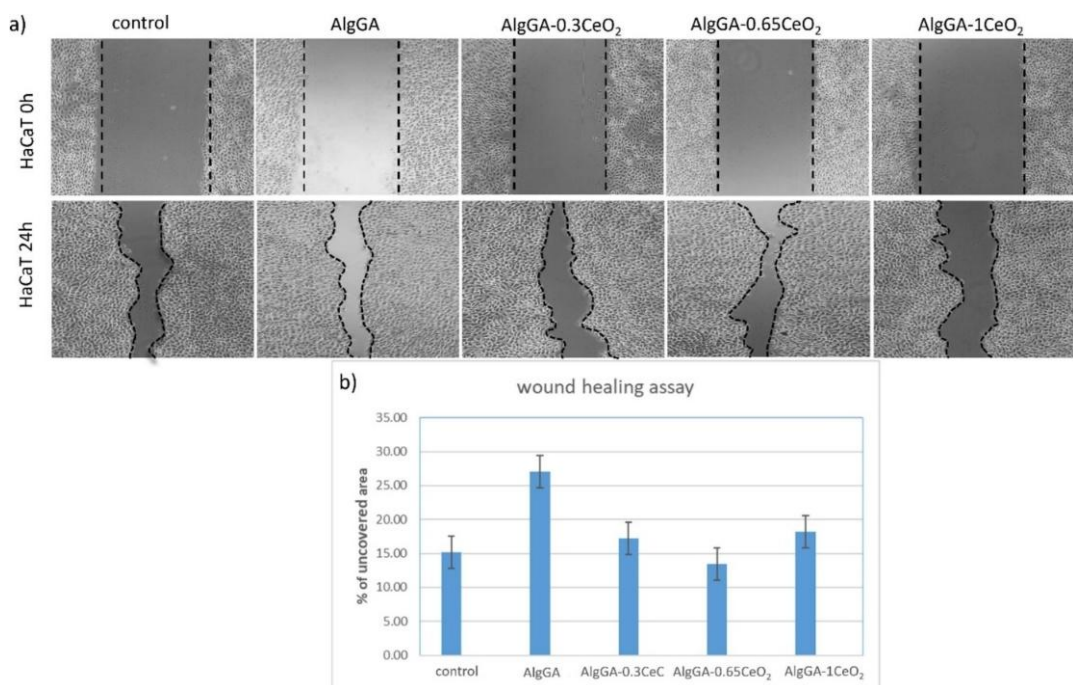 a)
control
AlgGA
AlgGA-0.3CeO₂
AlgGA-0.65CeO₂
AlgGA-1CeO₂
HaCaT 0h
HaCaT 24h
b)
wound healing assay
% of uncovered area
35.00
30.00
25.00
20.00
15.00
10.00
5.00
0.00
control
AlgGA
AlgGA-0.3CeC
AlgGA-0.65CeO₂
AlgGA-1CeO₂